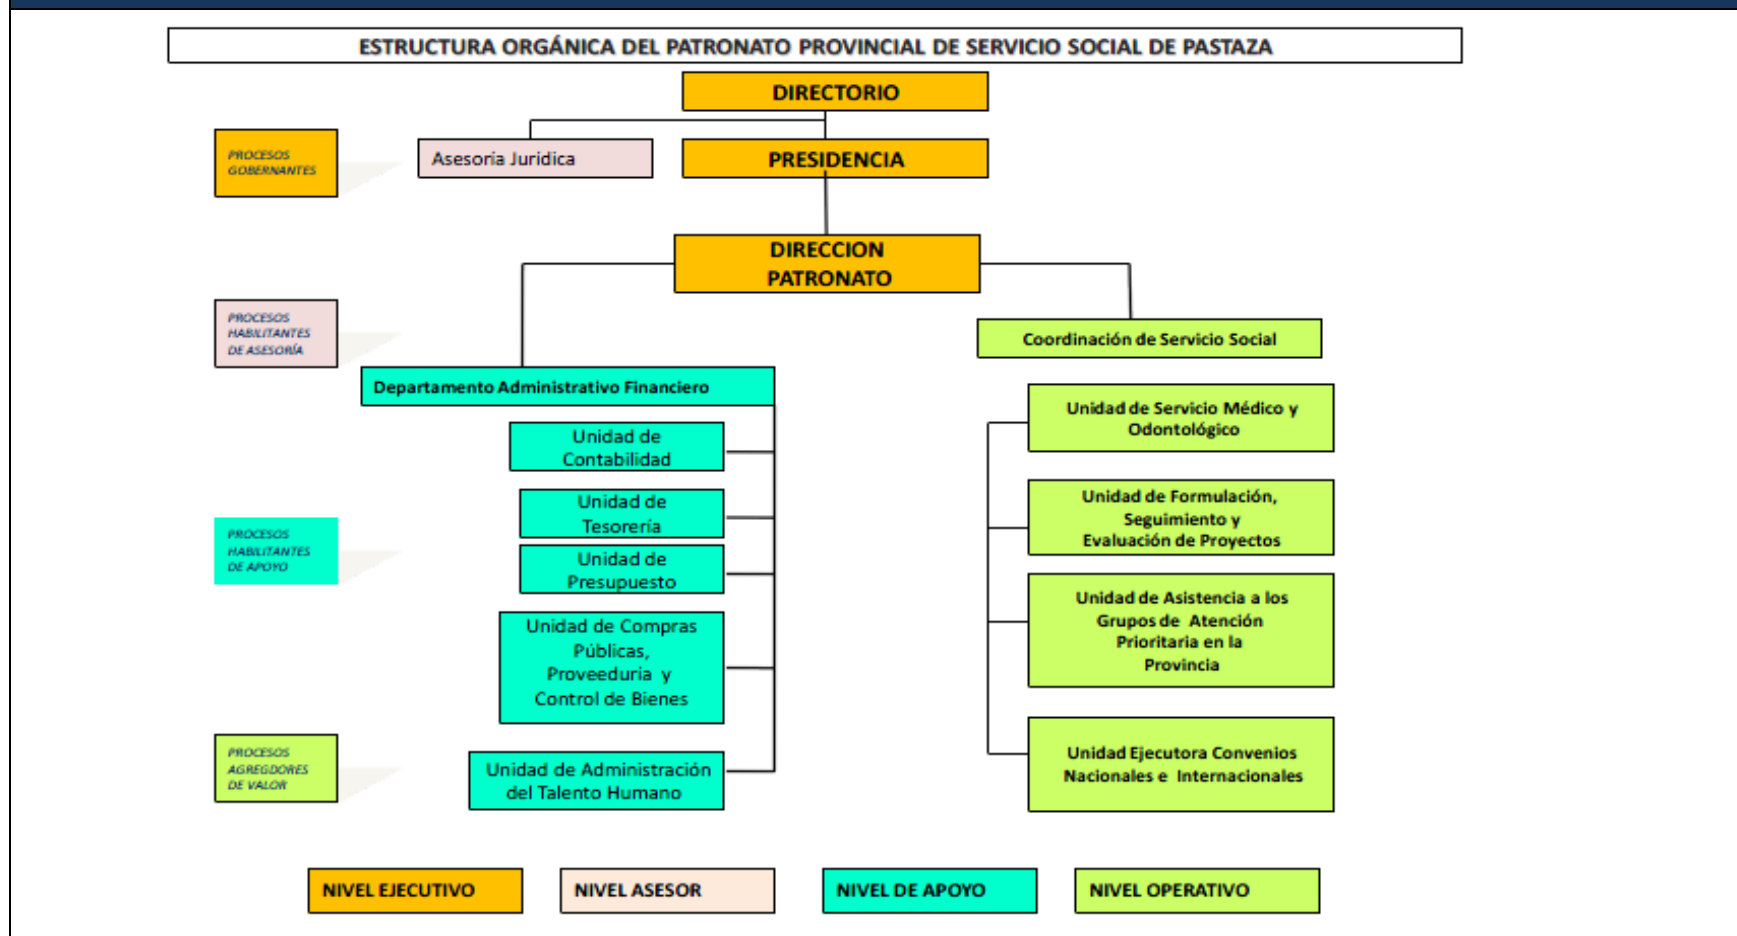 ESTRUCTURA ORGÁNICA DEL PATRONATO PROVINCIAL DE SERVICIO SOCIAL DE PASTAZA
DIRECTORIO
PROCESOS
GOBERNANTES
Asesoria Juridica
PRESIDENCIA
DIRECCION
PATRONATO
PROCESOS
HABILITANTES
DE ASESORÍA
Coordinación de Servicio Social
Departamento Administrativo Financiero
Unidad de
Contabilidad
Unidad de
Tesorería
Unidad de
Presupuesto
Unidad de Compras
Públicas,
Proveeduria y
Control de Bienes
Unidad de Administración
del Talento Humano
Unidad de Servicio Médico y
Odontológico
Unidad de Formulación,
Seguimiento y
Evaluación de Proyectos
Unidad de Asistencia a los
Grupos de Atención
Prioritaria en la
Provincia
Unidad Ejecutora Convenios
Nacionales e Internacionales
PROCESOS
HABILITANTES
DE APOYO
PROCESOS
AGREGDORES
DE VALOR
NIVEL EJECUTIVO
NIVEL ASESOR
NIVEL DE APOYO
NIVEL OPERATIVO